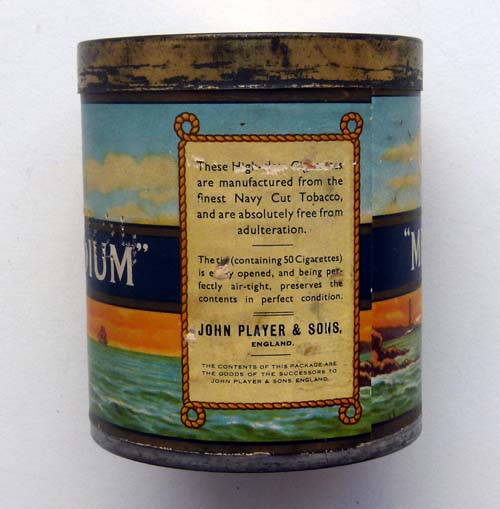 These High-class Cigarettes
are manufactured from the
finest Navy Cut Tobacco,
and are absolutely free from
adulteration.
The tin (containing 50 Cigarettes)
is easily opened, and being per-
fectly air-tight, preserves the
contents in perfect condition.
JOHN PLAYER & SONS,
ENGLAND.
THE CONTENTS OF THIS PACKAGE ARE
THE GOODS OF THE SUCCESSORS TO
JOHN PLAYER & SONS. ENGLAND.
DIUM"
"M